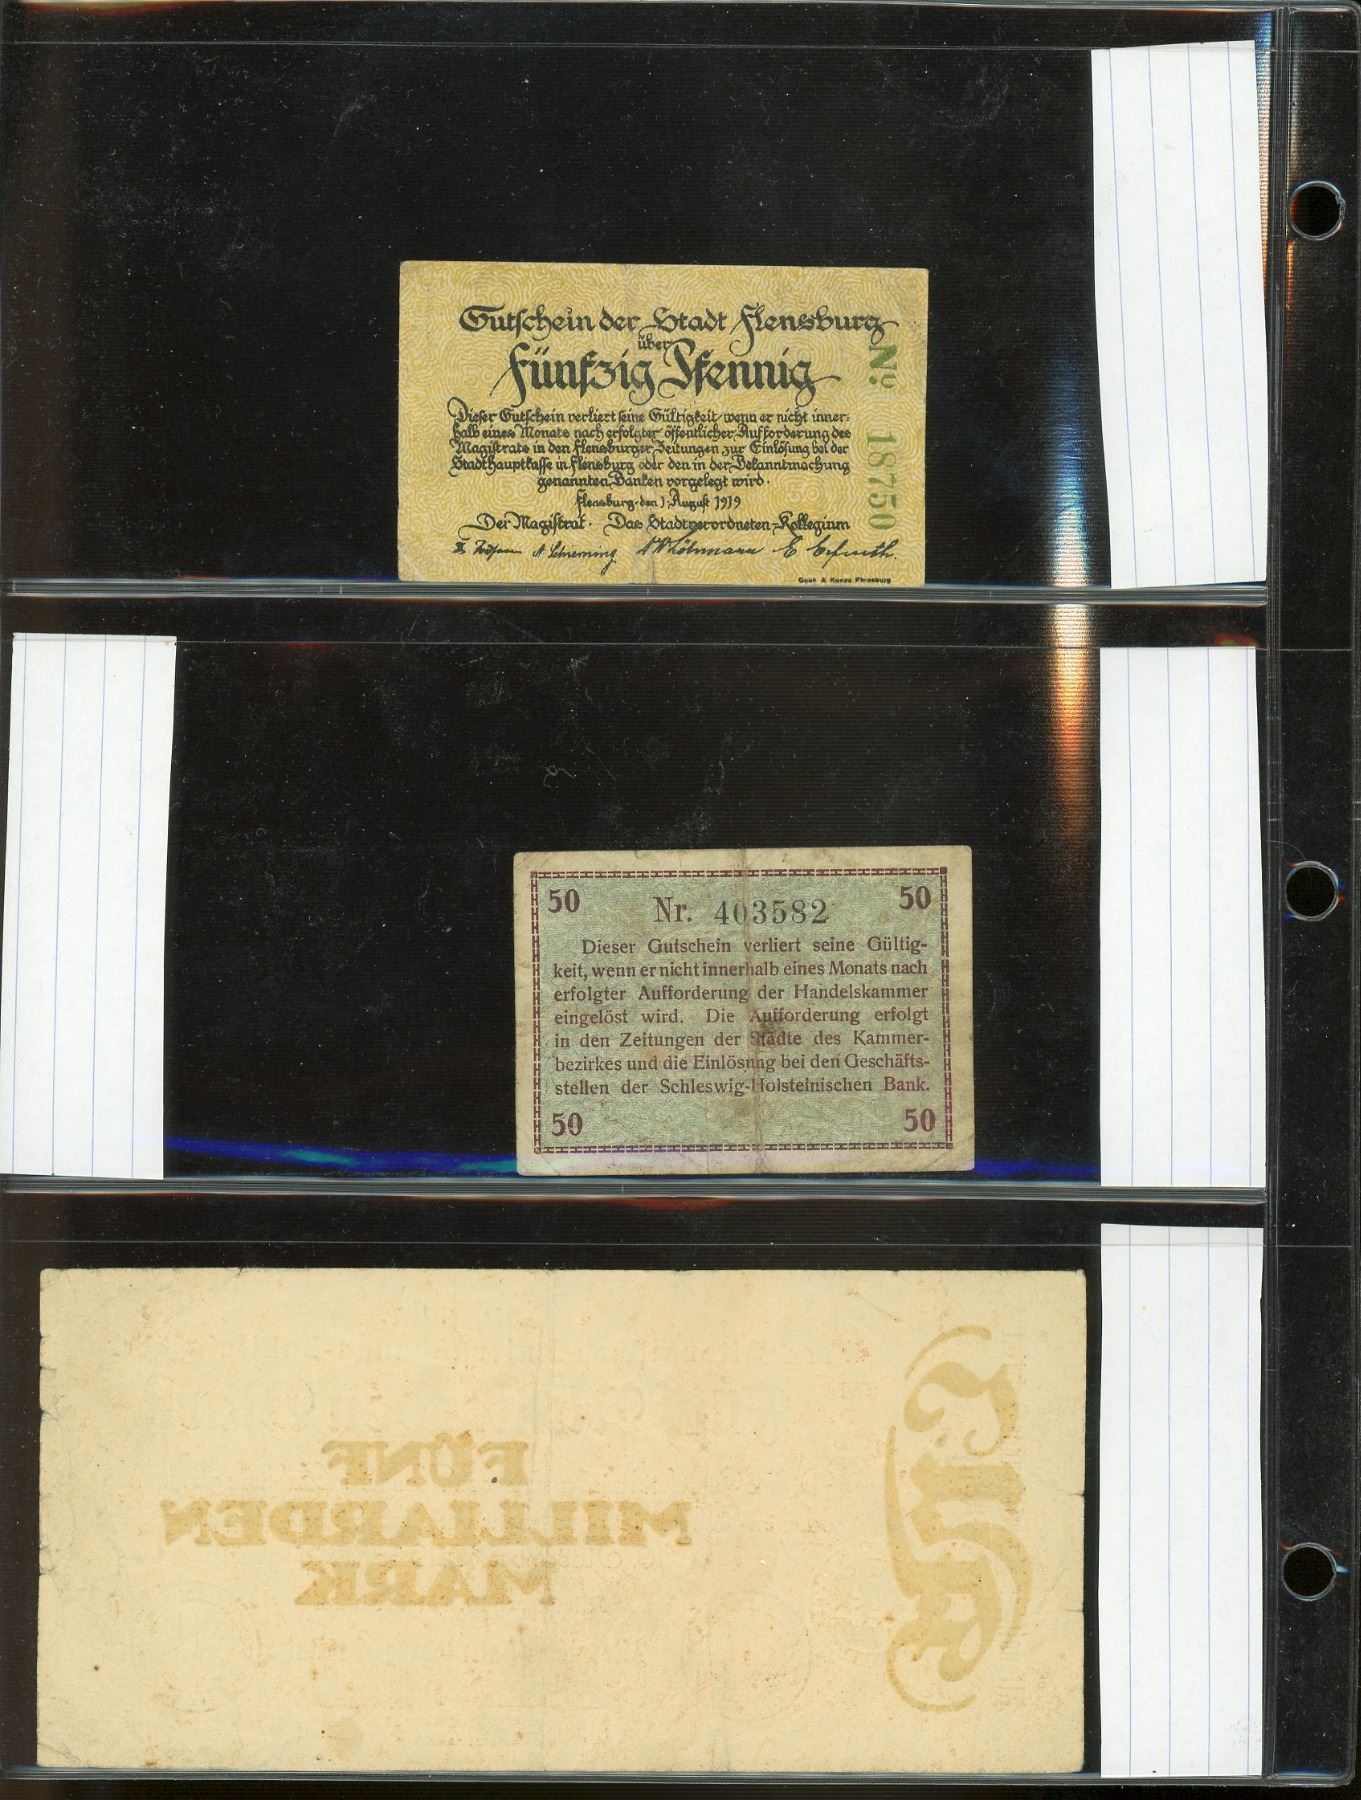 Gutschein der Stadt Flensburg
über
Fünfzig Pfennig
Dieser Gutschein verliert seine Gültigkeit wenn er nicht inner=
halb eines Monats nach erfolgter öffentlicher Aufforderung des
Magistrats in den Flensburger Zeitungen zur Einlösung bei der
Stadthauptkasse in Flensburg oder den in der Bekanntmachung
genannten Banken vorgelegt wird.
Flensburg den 1. August 1919
Der Magistrat. Das Stadtverordneten-Kollegium
No 18750
50 50
Nr. 403582
Dieser Gutschein verliert seine Gültig-
keit, wenn er nicht innerhalb eines Monats nach
erfolgter Aufforderung der Handelskammer
eingelöst wird. Die Aufforderung erfolgt
in den Zeitungen der Städte des Kammer-
bezirkes und die Einlösung bei den Geschäfts-
stellen der Schleswig-Holsteinischen Bank.
50 50
FÜNF
MILLIARDEN
MARK